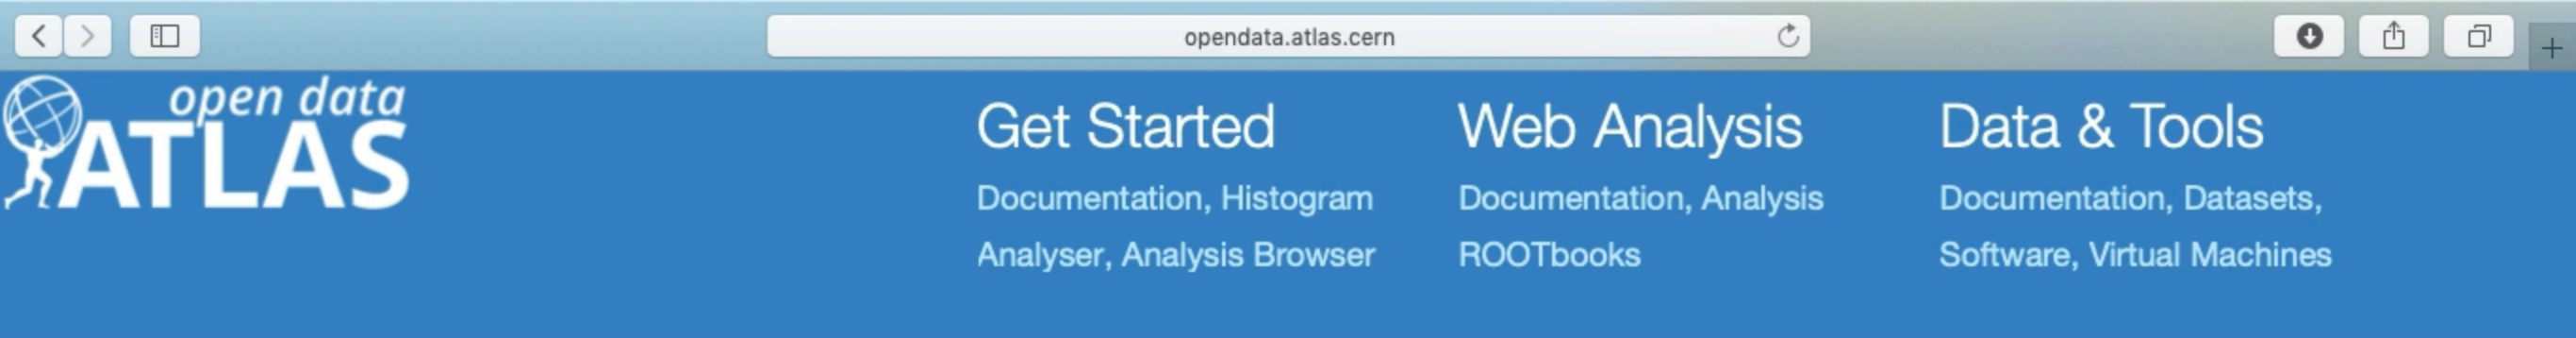 opendata.atlas.cern
open data
ATLAS
Get Started
Documentation, Histogram
Analyser, Analysis Browser
Web Analysis
Documentation, Analysis
ROOTbooks
Data & Tools
Documentation, Datasets,
Software, Virtual Machines